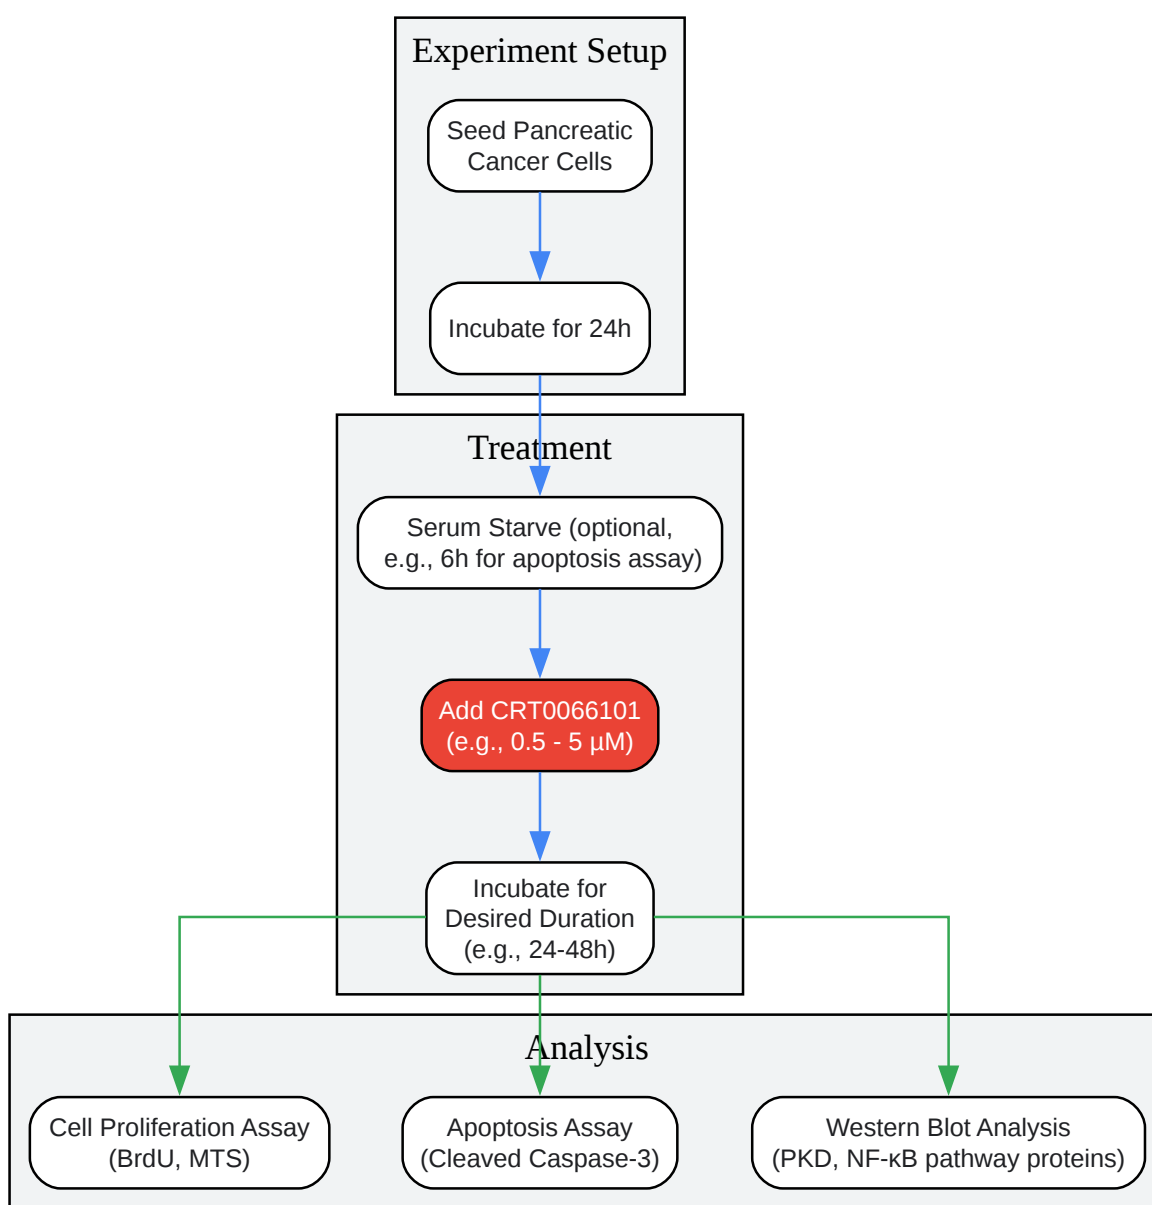 Experiment Setup
Seed Pancreatic
Cancer Cells
Incubate for 24h
Treatment
Serum Starve (optional,
e.g., 6h for apoptosis assay)
Add CRT0066101
(e.g., 0.5 - 5 µM)
Incubate for
Desired Duration
(e.g., 24-48h)
Analysis
Cell Proliferation Assay
(BrdU, MTS)
Apoptosis Assay
(Cleaved Caspase-3)
Western Blot Analysis
(PKD, NF-κB pathway proteins)